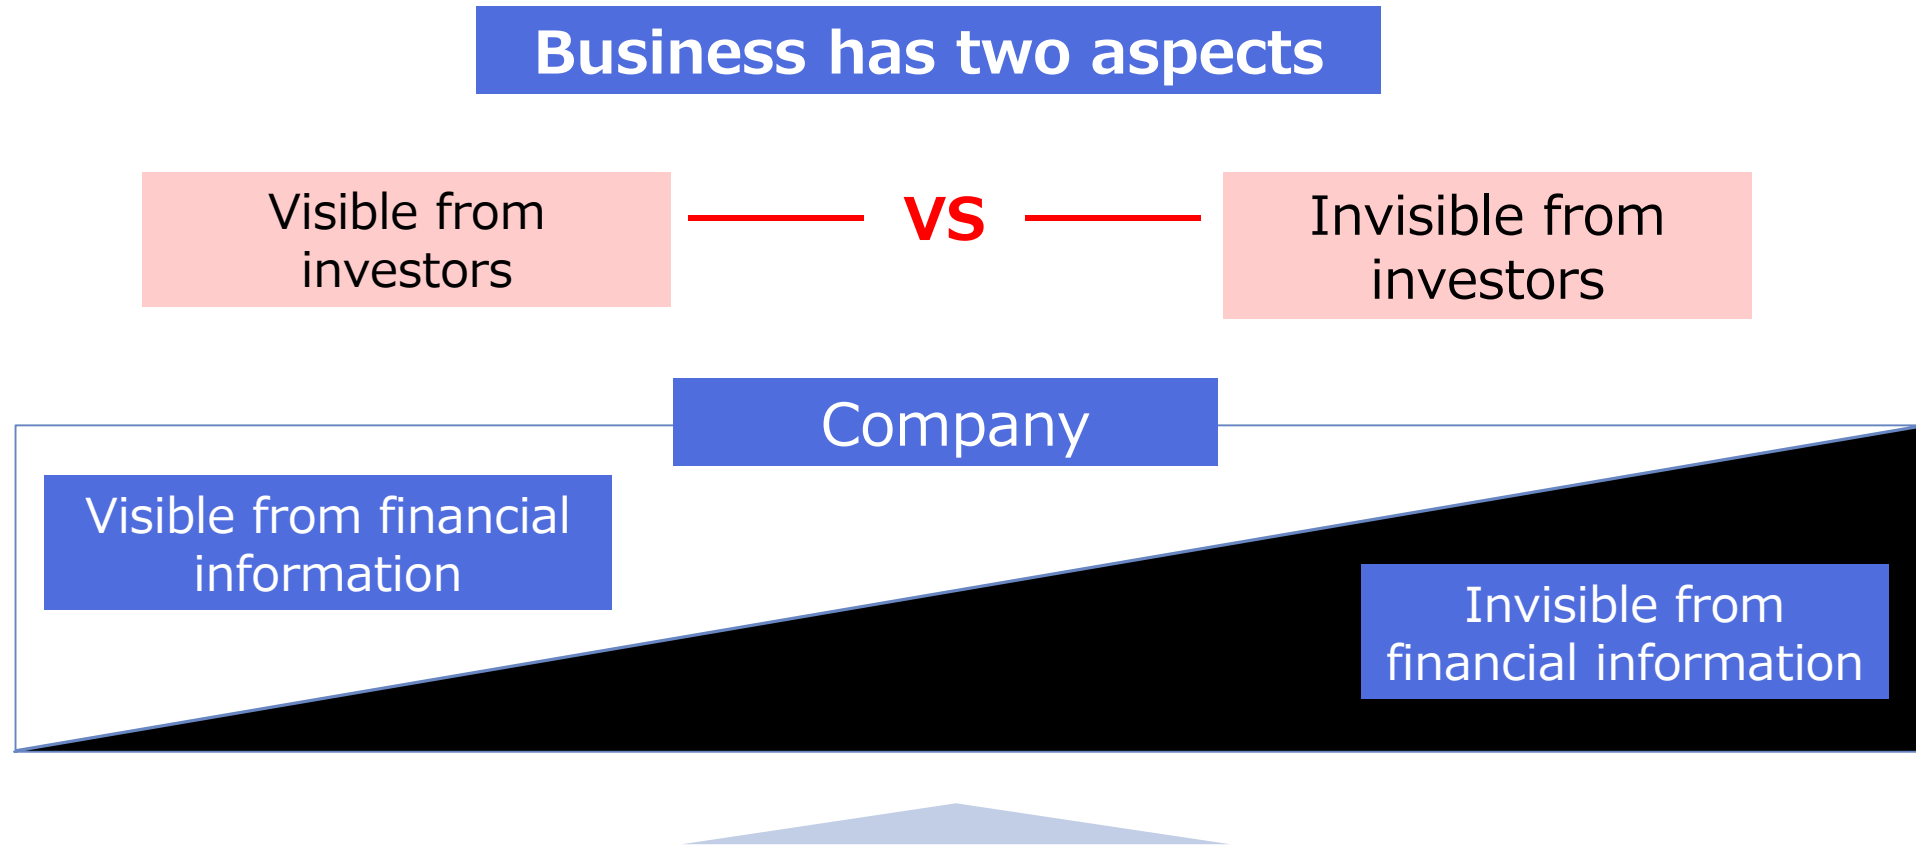 Business has two aspects
Visible from
investors
VS
Invisible from
investors
Company
Visible from financial
information
Invisible from
financial information